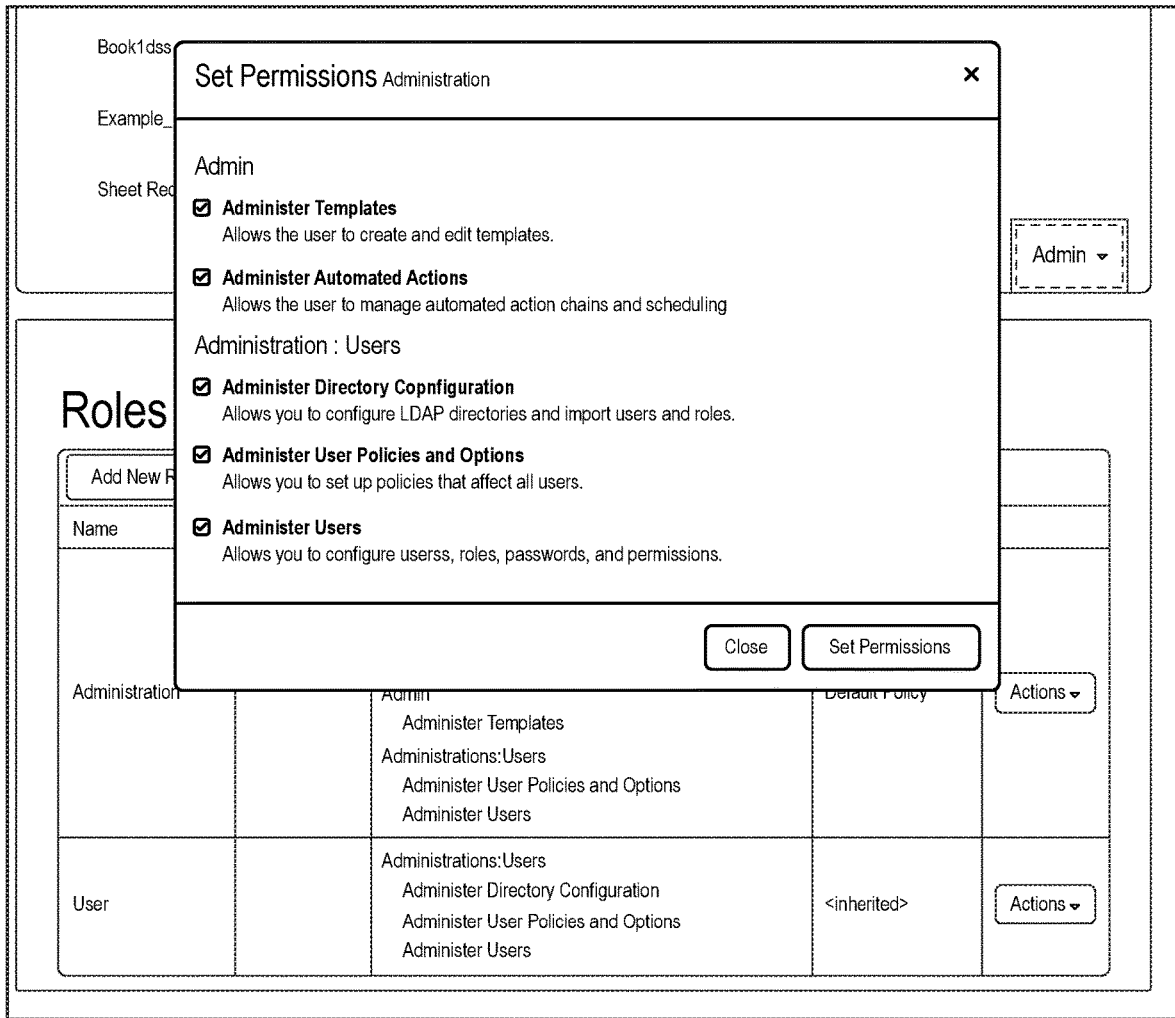 Book1dss
Set Permissions Administration
Example_
Admin
Sheet Rec
Administer Templates
Allows the user to create and edit templates.
Admin
Administer Automated Actions
Allows the user to manage automated action chains and scheduling
Administration : Users
Administer Directory Copnfiguration
Allows you to configure LDAP directories and import users and roles.
Roles
Administer User Policies and Options
Allows you to set up policies that affect all users.
Add New R
Name
Administer Users
Allows you to configure userss, roles, passwords, and permissions.
Close Set Permissions
Administration Admin Default Policy Actions
Administer Templates
Administrations:Users
Administer User Policies and Options
Administer Users
Administrations:Users
Administer Directory Configuration
User <inherited> Actions
Administer User Policies and Options
Administer Users